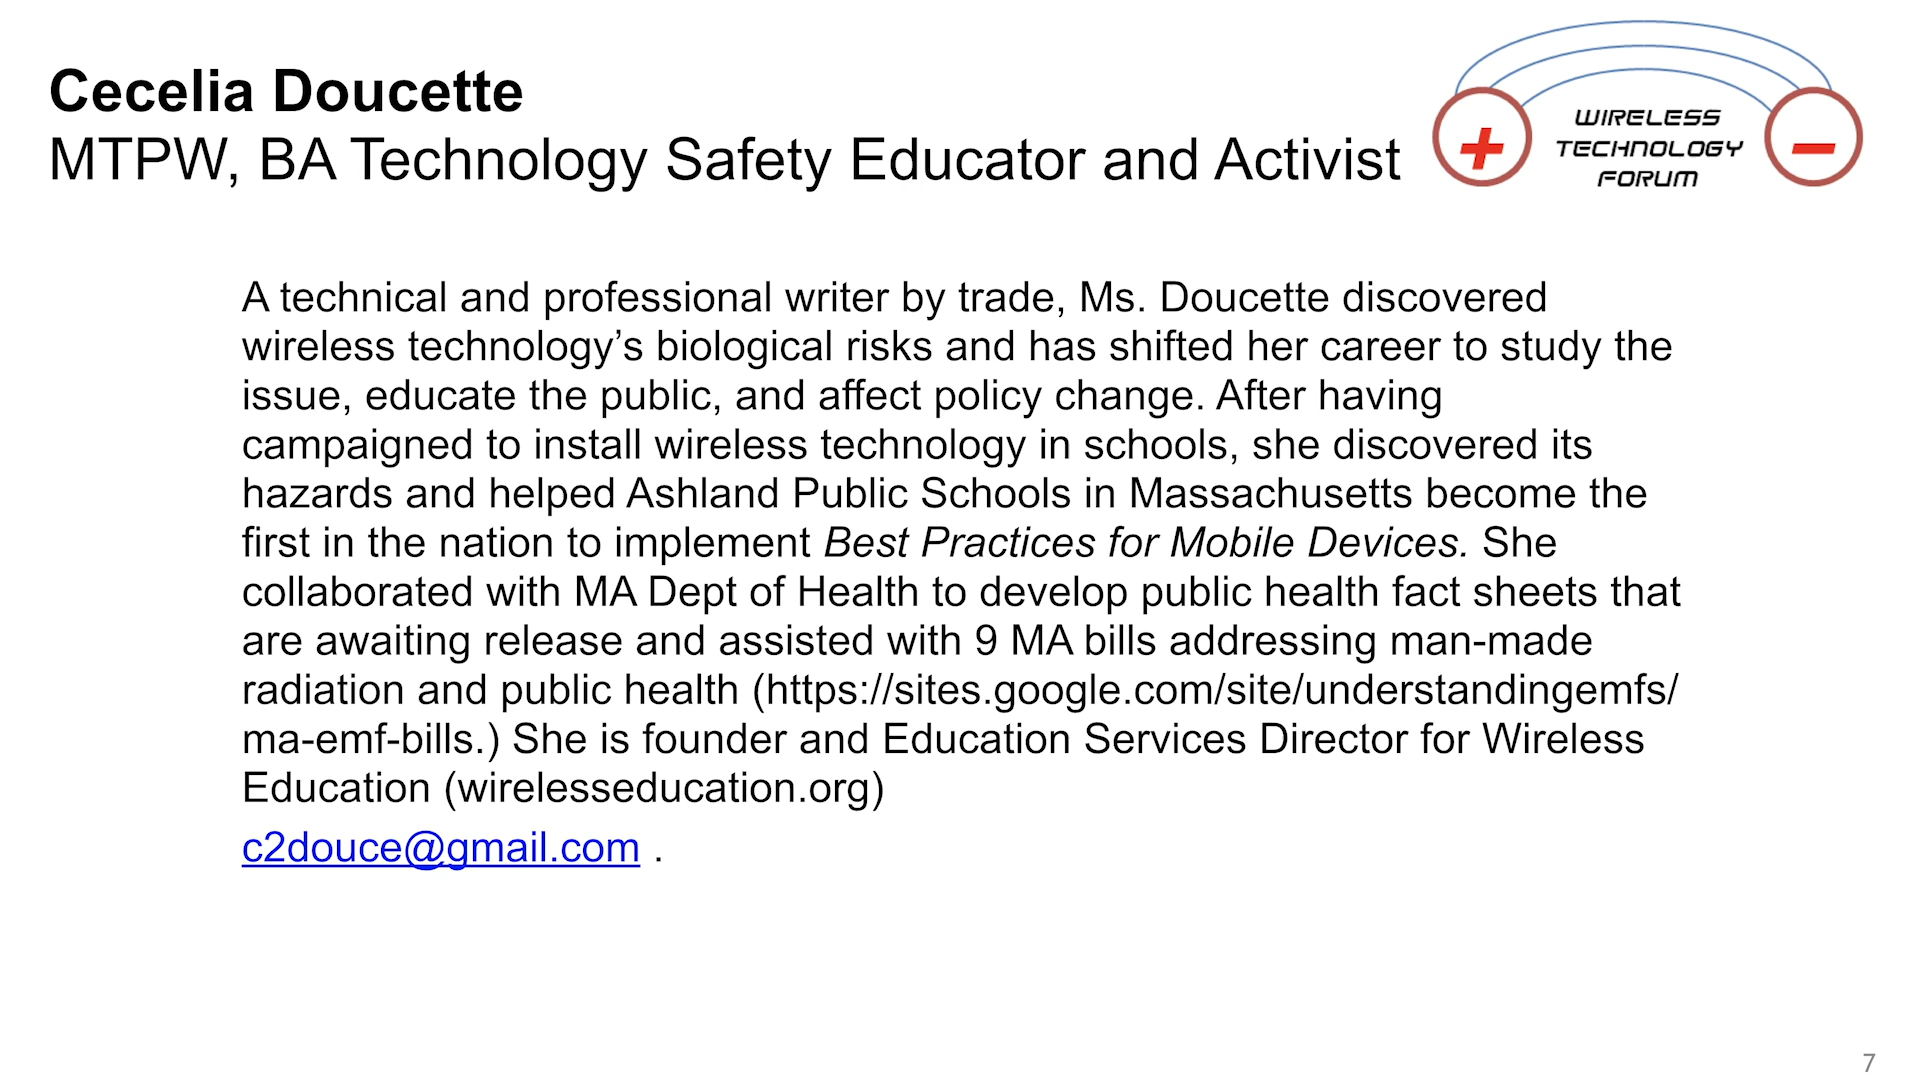 Cecelia Doucette
MTPW, BA Technology Safety Educator and Activist
WIRELESS
TECHNOLOGY
FORUM
A technical and professional writer by trade, Ms. Doucette discovered
wireless technology’s biological risks and has shifted her career to study the
issue, educate the public, and affect policy change. After having
campaigned to install wireless technology in schools, she discovered its
hazards and helped Ashland Public Schools in Massachusetts become the
first in the nation to implement Best Practices for Mobile Devices. She
collaborated with MA Dept of Health to develop public health fact sheets that
are awaiting release and assisted with 9 MA bills addressing man-made
radiation and public health (https://sites.google.com/site/understandingemfs/
ma-emf-bills.) She is founder and Education Services Director for Wireless
Education (wirelesseducation.org)
c2douce@gmail.com .
7